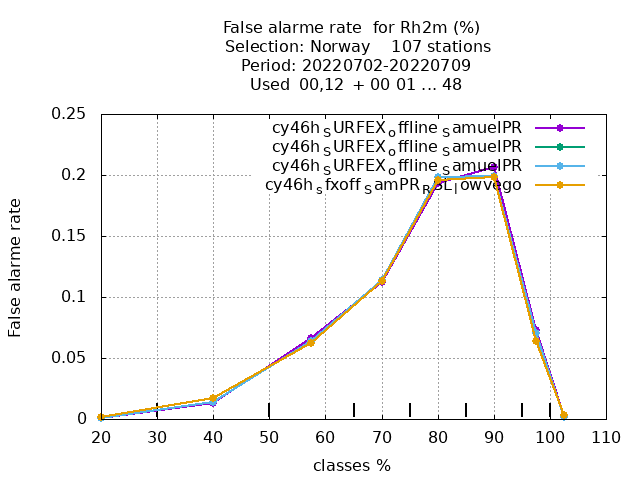 False alarme rate  for Rh2m (%)
Selection: Norway    107 stations
Period: 20220702-20220709
Used  00,12  + 00 01 ... 48
0.25
cy46h_SURFEX_offline_SamuelPR
cy46h_SURFEX_offline_SamuelPR
cy46h_SURFEX_offline_SamuelPR
0.2
cy46h_sfxoff_SamPR_RSL_lowvego
0.15
0.1
0.05
0
False alarme rate
20 30 40 50 60 70 80 90 100 110
classes %